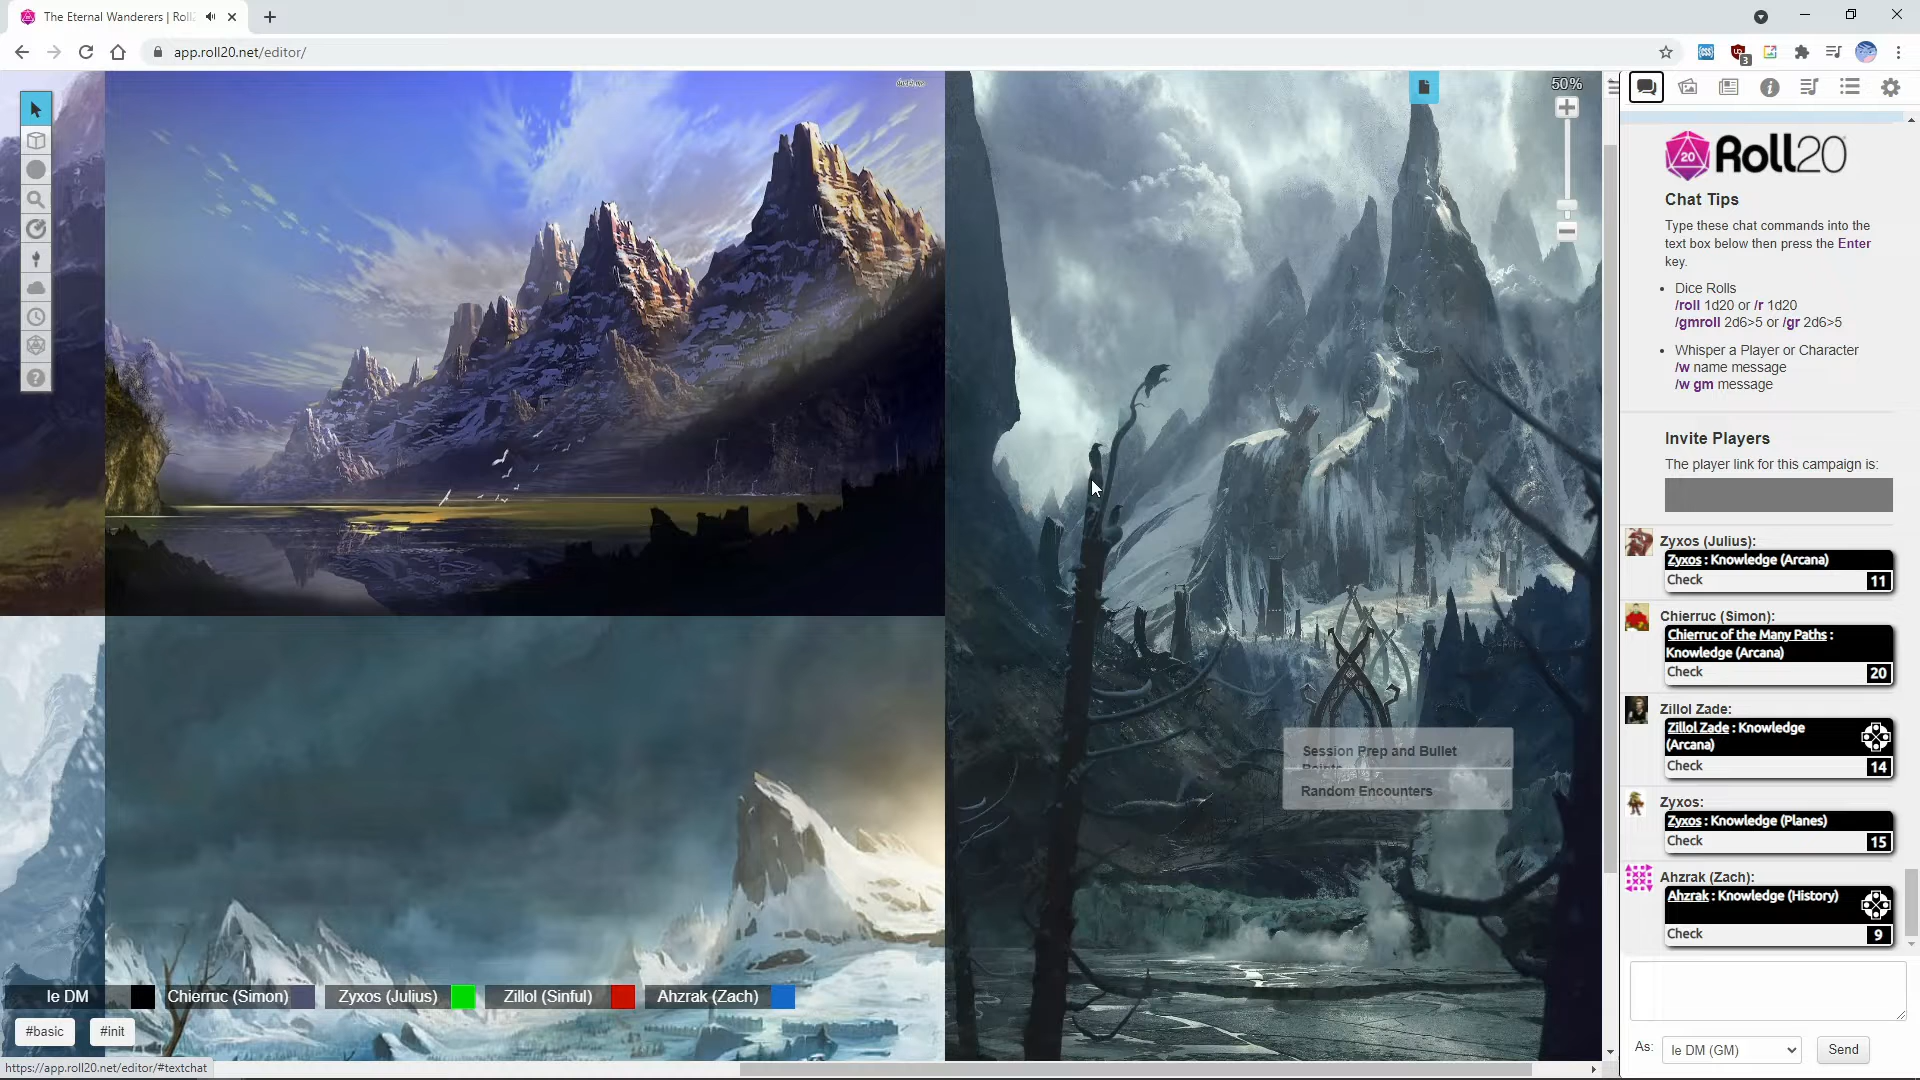 The Eternal Wanderers | Roll
app.roll20.net/editor/
3
50%
20
Roll20
Chat Tips
Type these chat commands into the
text box below then press the Enter
key.
• Dice Rolls
/roll 1d20 or /r 1d20
/gmroll 2d6>5 or /gr 2d6>5
• Whisper a Player or Character
/w name message
/w gm message
Invite Players
The player link for this campaign is:
Zyxos (Julius):
Zyxos : Knowledge (Arcana)
Check 11
Chierruc (Simon):
Chierruc of the Many Paths :
Knowledge (Arcana)
Check 20
Zillol Zade:
Zillol Zade : Knowledge
(Arcana)
Check 14
Zyxos:
Zyxos : Knowledge (Planes)
Check 15
Ahzrak (Zach):
Ahzrak : Knowledge (History)
Check 9
As: le DM (GM) Send
Session Prep and Bullet
Points
Random Encounters
le DM Chierruc (Simon) Zyxos (Julius) Zillol (Sinful) Ahzrak (Zach)
#basic #init
https://app.roll20.net/editor/#textchat